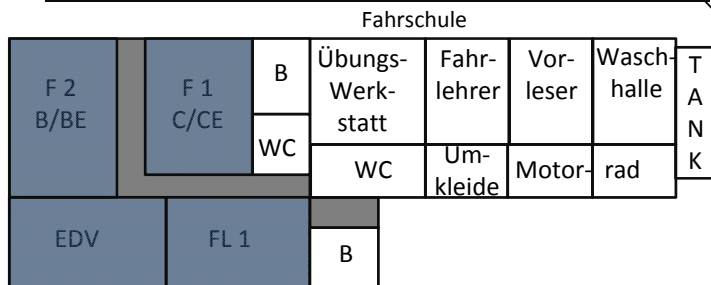 Fahrschule
F 2
B/BE
F 1
C/CE
B
WC
Übungs-
Werk-
statt
Fahr-
lehrer
Vor-
leser
Wasch-
halle
T
A
N
K
WC
Um-
kleide
Motor-
rad
EDV
FL 1
B